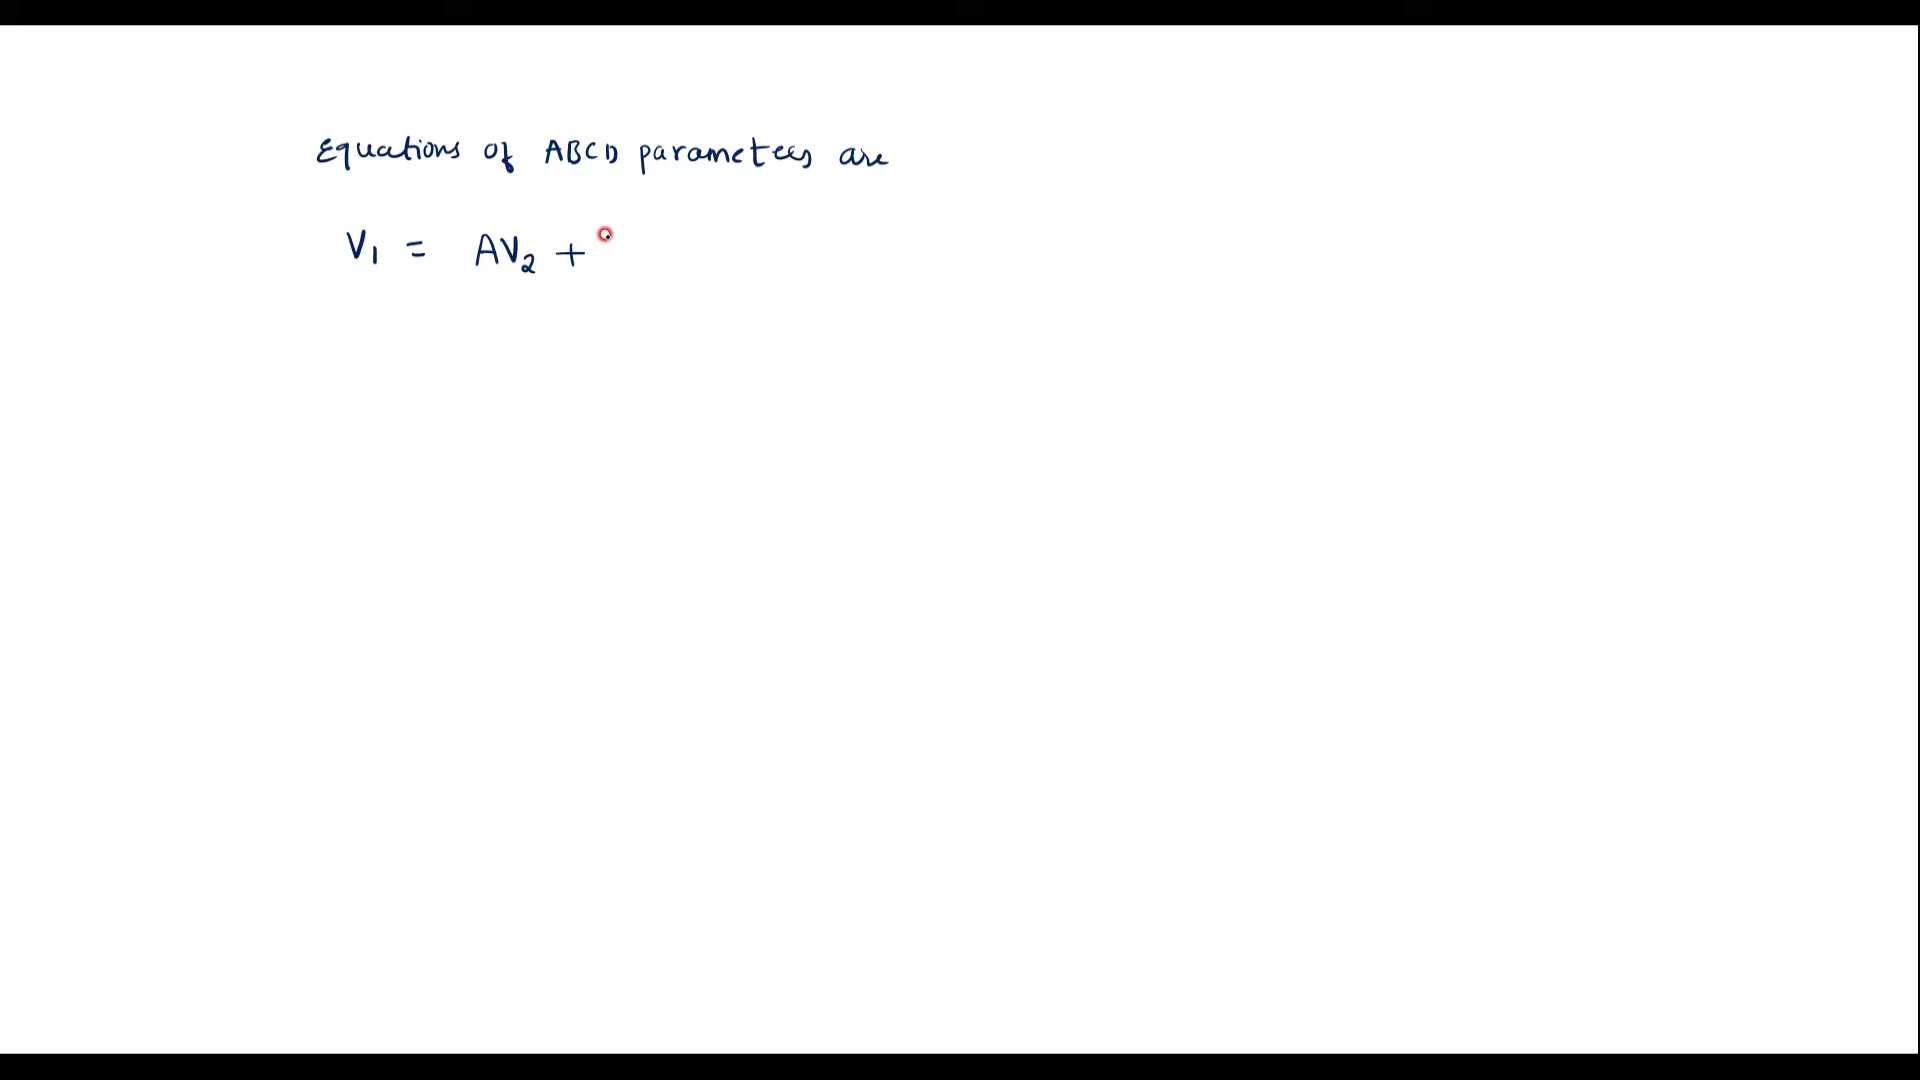 Equations of ABCD parameters are
V₁ = AV₂ +